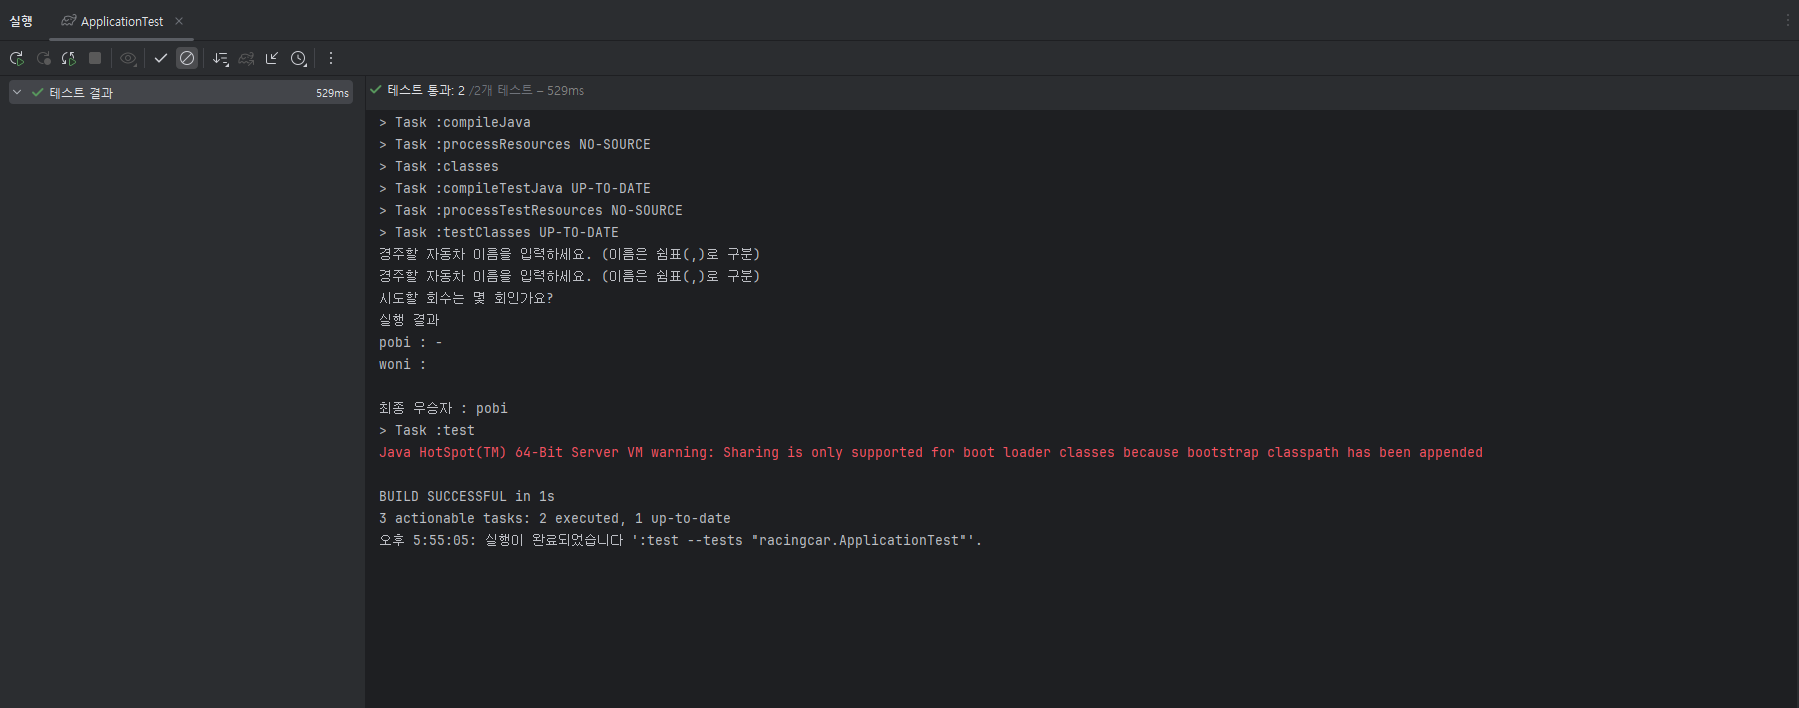 실행 ApplicationTest
테스트 결과 529ms
테스트 통과: 2 /2개 테스트 – 529ms
> Task :compileJava
> Task :processResources NO-SOURCE
> Task :classes
> Task :compileTestJava UP-TO-DATE
> Task :processTestResources NO-SOURCE
> Task :testClasses UP-TO-DATE
경주할 자동차 이름을 입력하세요. (이름은 쉼표(,)로 구분)
경주할 자동차 이름을 입력하세요. (이름은 쉼표(,)로 구분)
시도할 회수는 몇 회인가요?
실행 결과
pobi : -
woni :
최종 우승자 : pobi
> Task :test
Java HotSpot(TM) 64-Bit Server VM warning: Sharing is only supported for boot loader classes because bootstrap classpath has been appended
BUILD SUCCESSFUL in 1s
3 actionable tasks: 2 executed, 1 up-to-date
오후 5:55:05: 실행이 완료되었습니다 ':test --tests "racingcar.ApplicationTest"'.